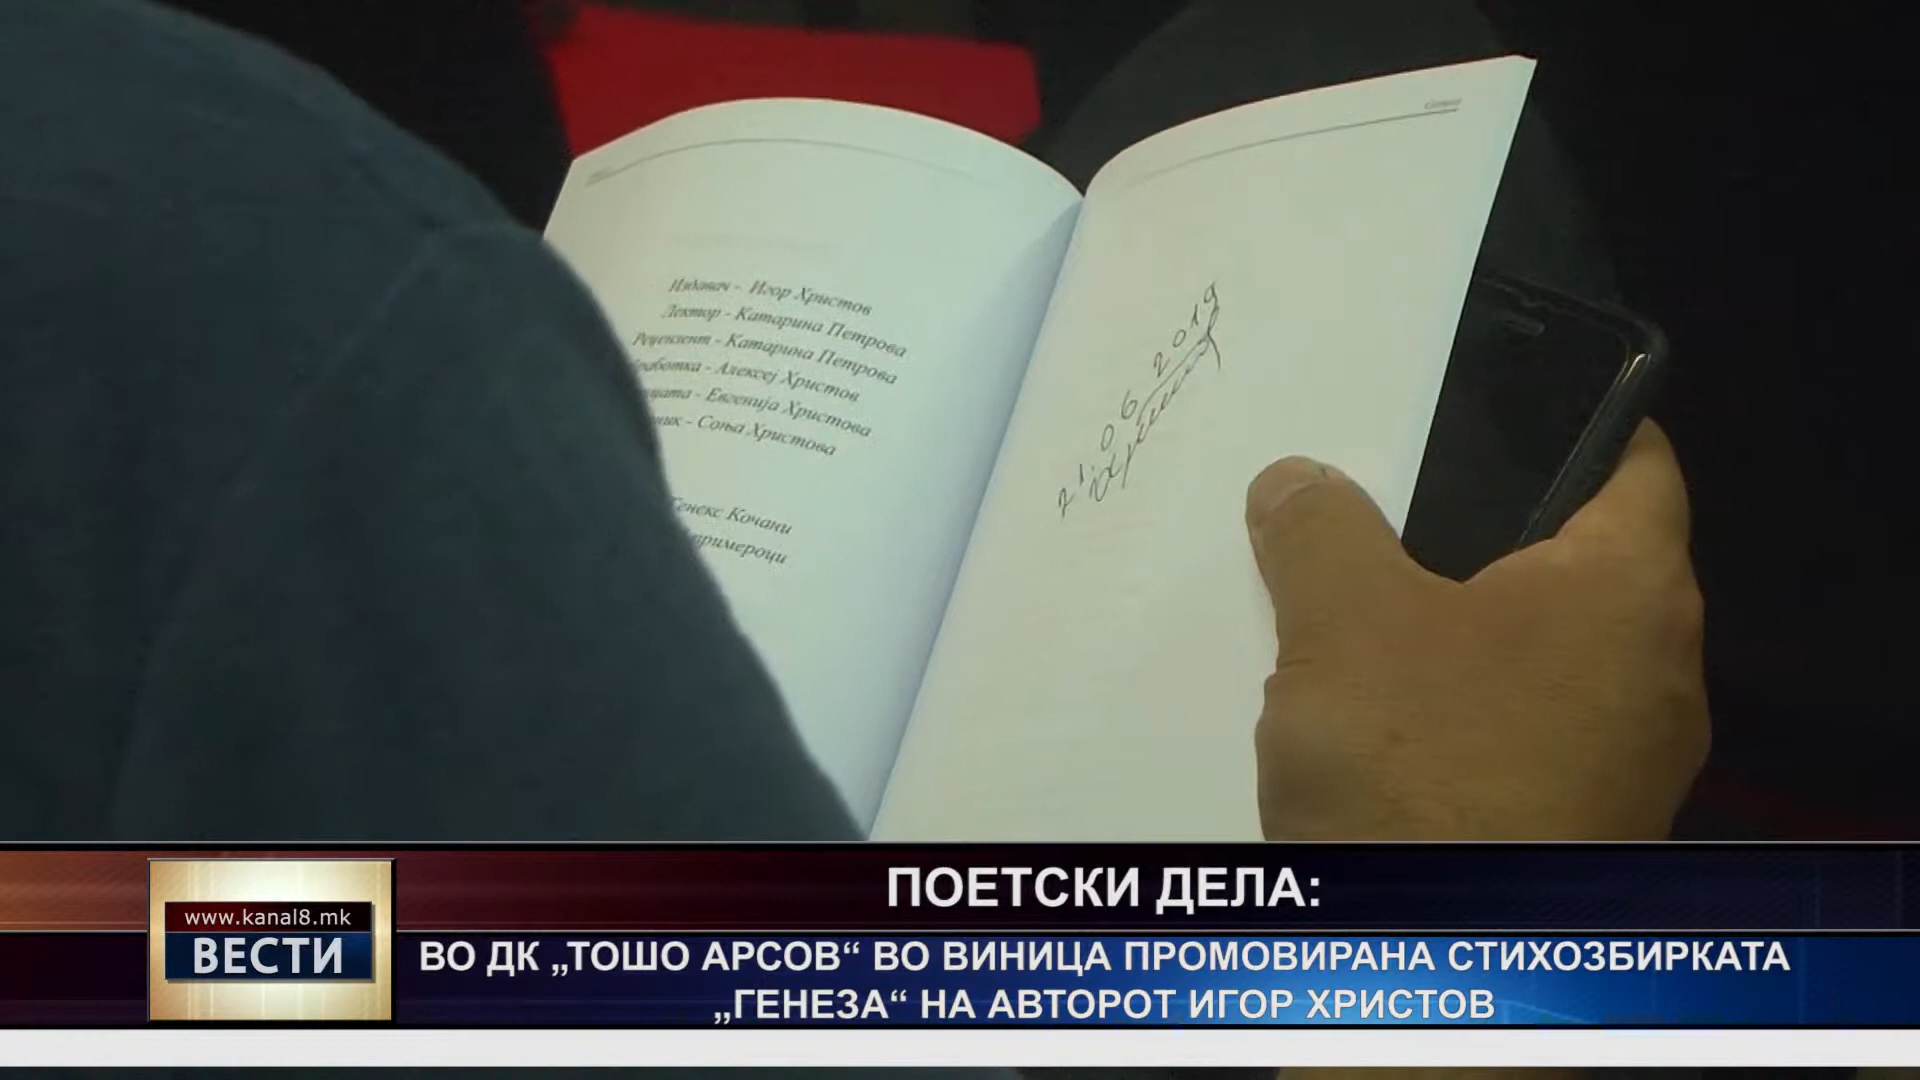 Издавач - Игор Христов
Лектор - Катарина Петрова
Рецензент - Катарина Петрова
- Алексеј Христов
- Евгенија Христова
- Соња Христова
Генекс Кочани
21.06 2019
ПОЕТСКИ ДЕЛА:
www.kanal8.mk
ВЕСТИ
ВО ДК „ТОШО АРСОВ“ ВО ВИНИЦА ПРОМОВИРАНА СТИХОЗБИРКАТА
„ГЕНЕЗА“ НА АВТОРОТ ИГОР ХРИСТОВ